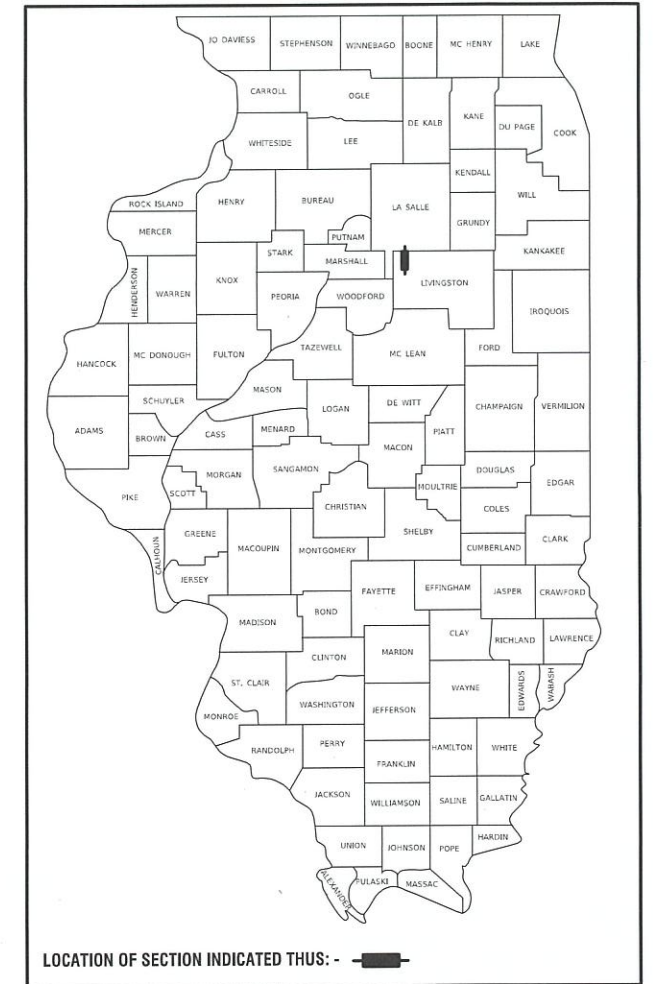 JO DAVIESS STEPHENSON WINNEBAGO BOONE MC HENRY LAKE
CARROLL OGLE
DE KALB KANE DU PAGE COOK
WHITESIDE LEE
KENDALL
ROCK ISLAND HENRY BUREAU LA SALLE WILL
GRUNDY
MERCER PUTNAM
STARK MARSHALL KANKAKEE
HENDERSON WARREN KNOX PEORIA WOODFORD LIVINGSTON
IROQUOIS
HANCOCK MC DONOUGH FULTON TAZEWELL MC LEAN FORD
MASON
SCHUYLER LOGAN DE WITT CHAMPAIGN VERMILION
ADAMS BROWN CASS MENARD PIATT
MACON
PIKE SCOTT MORGAN SANGAMON MOULTRIE DOUGLAS EDGAR
CHRISTIAN COLES
CALHOUN GREENE MACOUPIN MONTGOMERY SHELBY CUMBERLAND CLARK
JERSEY FAYETTE EFFINGHAM JASPER CRAWFORD
MADISON BOND
CLAY RICHLAND LAWRENCE
CLINTON MARION
ST. CLAIR WAYNE EDWARDS WABASH
MONROE WASHINGTON JEFFERSON
RANDOLPH PERRY HAMILTON WHITE
FRANKLIN
JACKSON WILLIAMSON SALINE GALLATIN
UNION JOHNSON POPE HARDIN
ALEXANDER PULASKI MASSAC
LOCATION OF SECTION INDICATED THUS: -